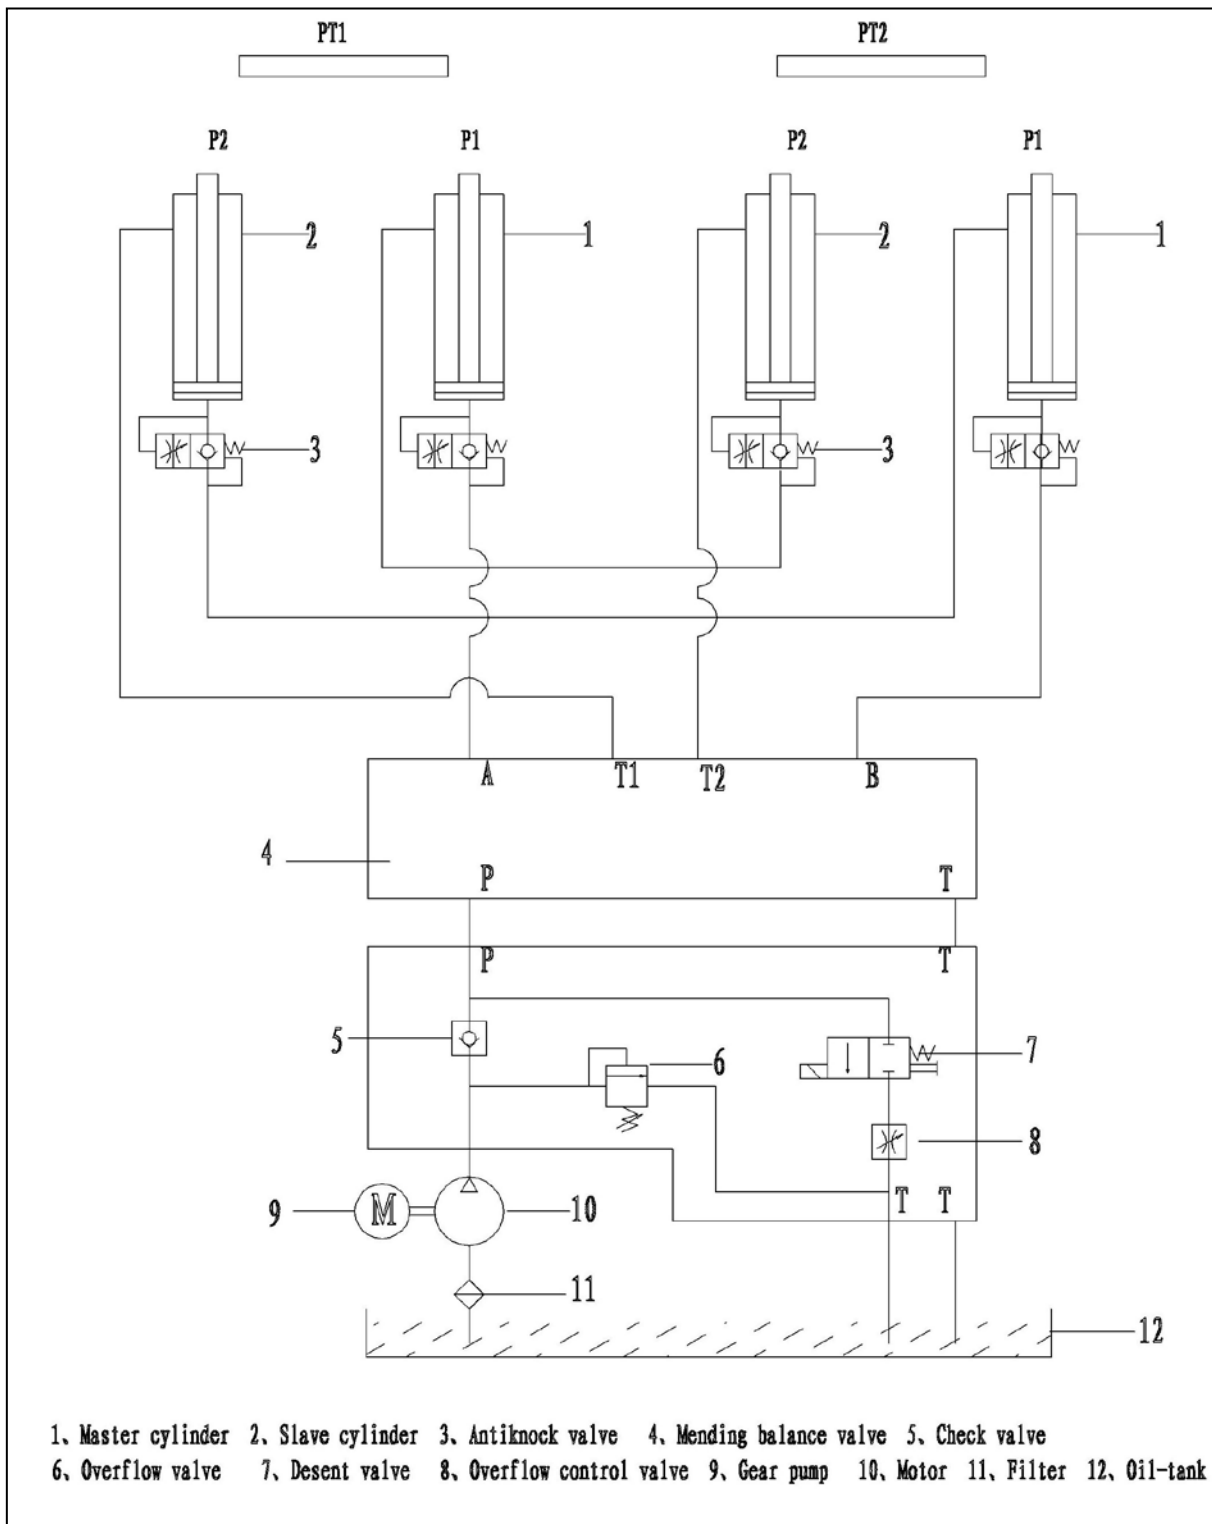 PT1 PT2
P2 P1 P2 P1
2 1 2 1
3 3
A T1 T2 B
4
P T
P T
5 6 7
8
T T
9 M 10
11
12
1、Master cylinder 2、Slave cylinder 3、Antiknock valve 4、Mending balance valve 5、Check valve
6、Overflow valve 7、Desent valve 8、Overflow control valve 9、Gear pump 10、Motor 11、Filter 12、Oil-tank